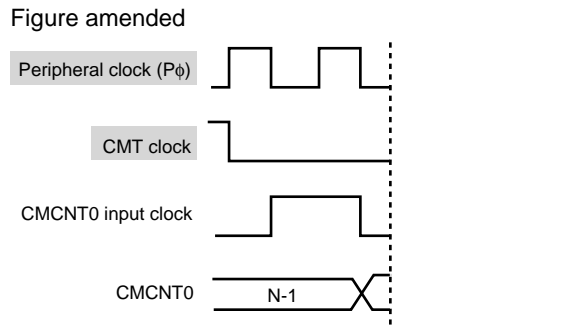 Figure amended
Peripheral clock (Pϕ)
CMT clock
CMCNT0 input clock
CMCNT0
N-1